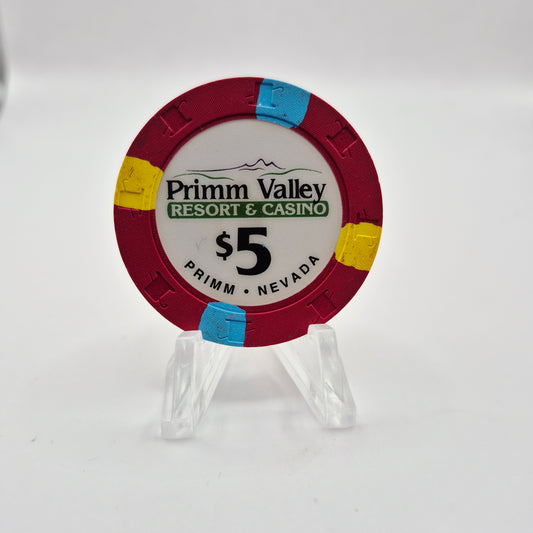 Primm Valley
RESORT & CASINO
$5
PRIMM • NEVADA